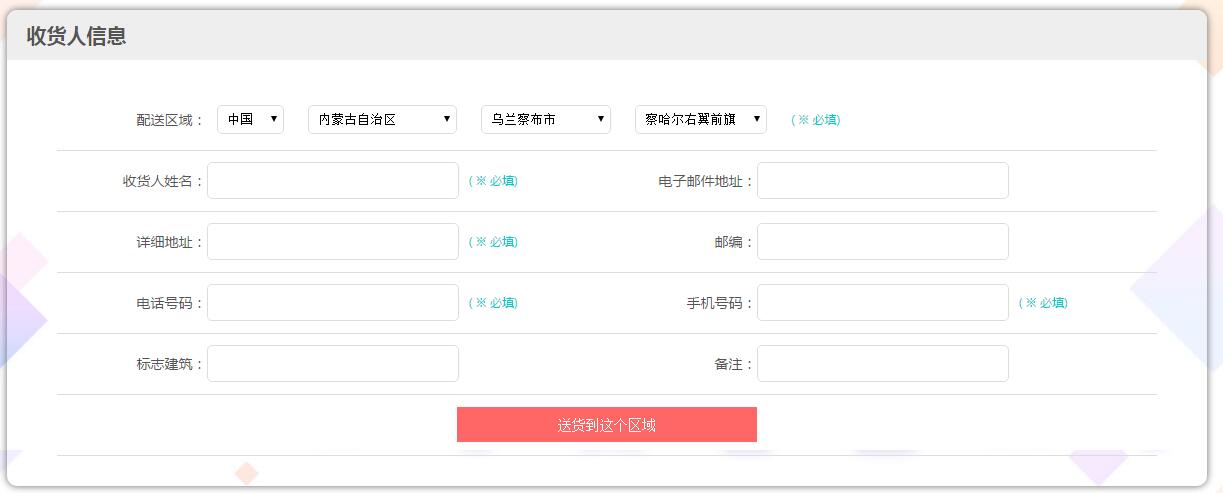 收货人信息
配送区域： 中国 内蒙古自治区 乌兰察布市 察哈尔右翼前旗 (※ 必填)
收货人姓名： (※ 必填) 电子邮件地址：
详细地址： (※ 必填) 邮编：
电话号码： (※ 必填) 手机号码： (※ 必填)
标志建筑： 备注：
送货到这个区域